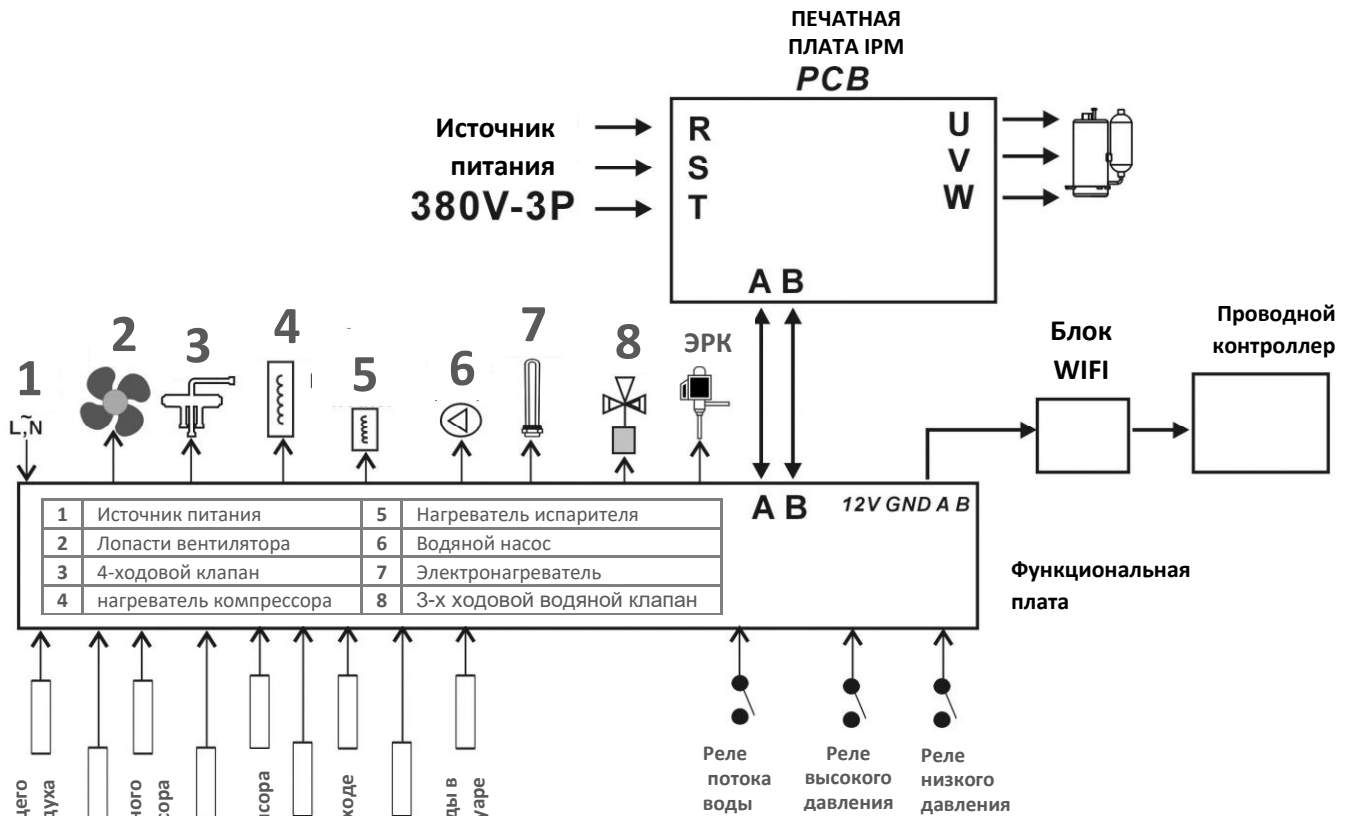 ПЕЧАТНАЯ
ПЛАТА IPM
PCB
Источник
питания
380V-3P
R
S
T
U
V
W
A B
1
2
3
4
5
6
7
8
ЭРК
L,N
~
Блок
WIFI
Проводной
контроллер
1 Источник питания 5 Нагреватель испарителя
2 Лопасти вентилятора 6 Водяной насос
3 4-ходовой клапан 7 Электронагреватель
4 нагреватель компрессора 8 3-х ходовой водяной клапан
A B
12V GND A B
Функциональная
плата
Реле
потока
воды
Реле
высокого
давления
Реле
низкого
давления